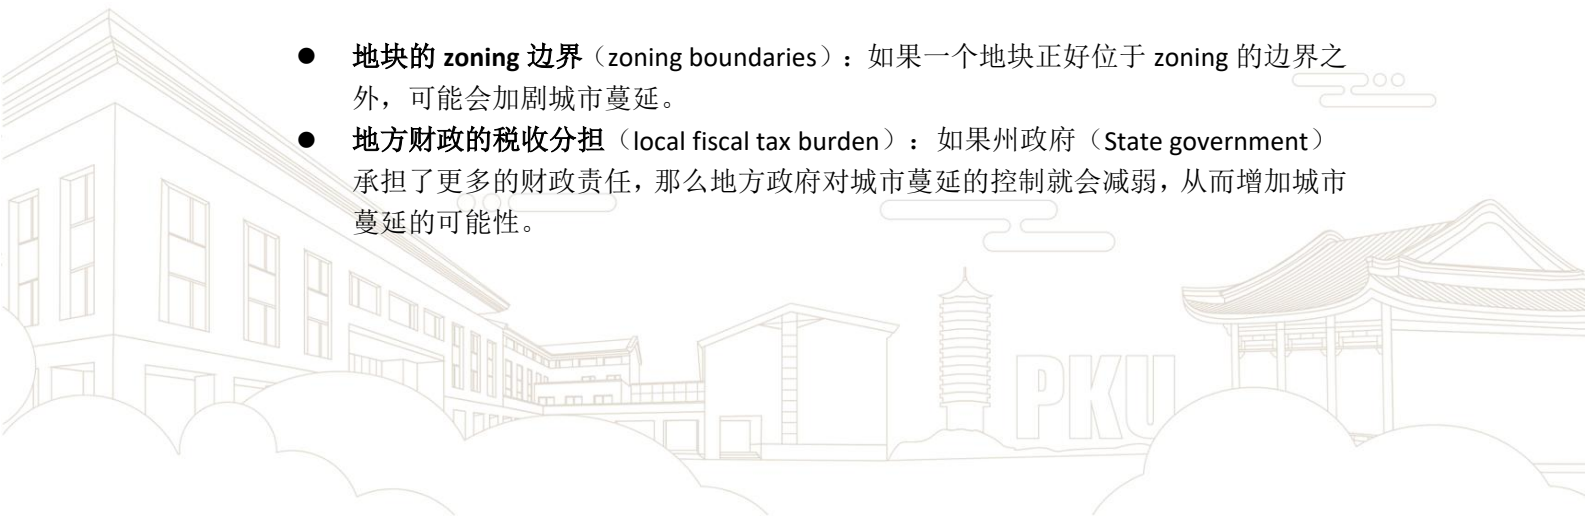 ● 地块的 zoning 边界（zoning boundaries）：如果一个地块正好位于 zoning 的边界之
外，可能会加剧城市蔓延。
● 地方财政的税收分担（local fiscal tax burden）：如果州政府（State government）
承担了更多的财政责任，那么地方政府对城市蔓延的控制就会减弱，从而增加城市
蔓延的可能性。
PKU